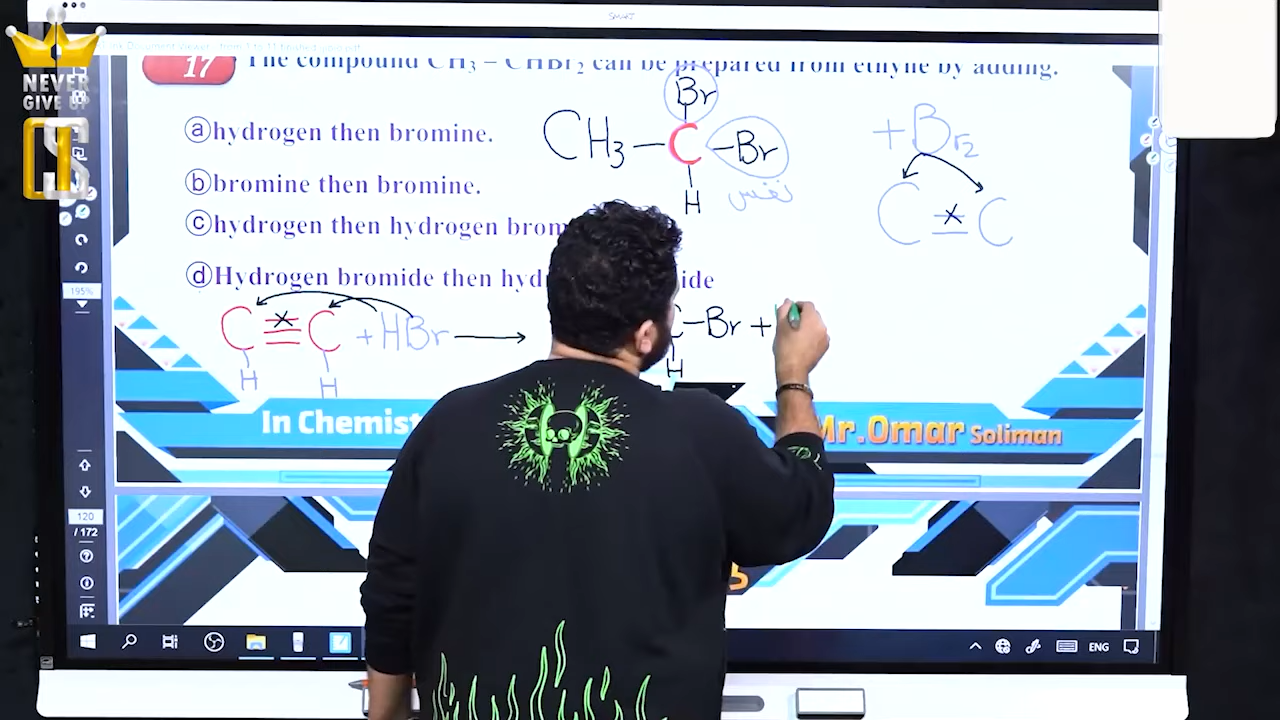 SMART
NEVER
GIVE UP
17 The compound CH₃ – CHBr₂ can be prepared from ethyne by adding.
ⓐ hydrogen then bromine.
ⓑ bromine then bromine.
ⓒ hydrogen then hydrogen brom
ⓓ Hydrogen bromide then hyd ide
Br
CH₃ – C – Br
H
نفس
+ Br₂
C = C
C ≡ C + HBr → C – Br +
H H H
In Chemist
Mr.Omar Soliman
195%
120
/ 172
ENG